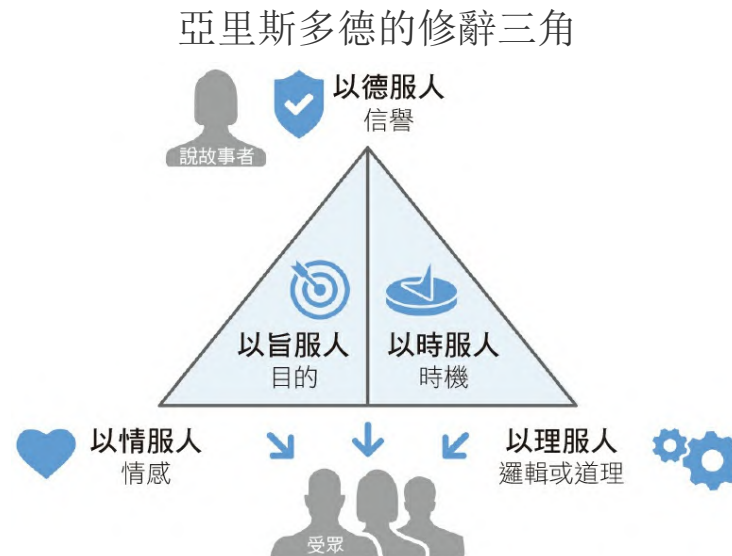 亞里斯多德的修辭三角
以德服人
信譽
說故事者
以旨服人
目的
以時服人
時機
以情服人
情感
以理服人
邏輯或道理
受眾